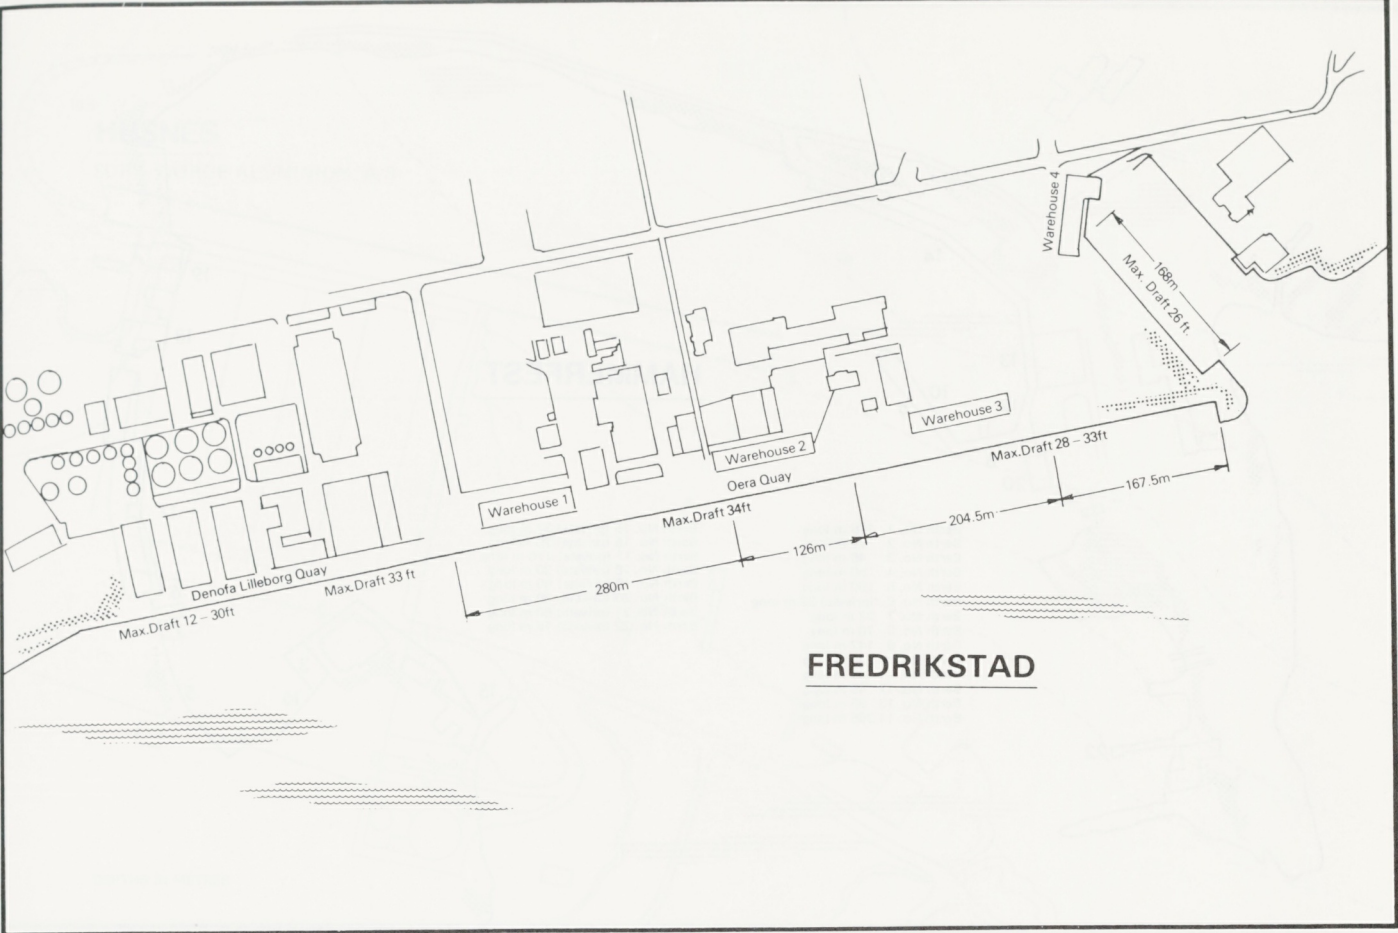 Warehouse 4
168m
Max. Draft 26 ft.
Warehouse 3
Max.Draft 28 – 33ft
Warehouse 2
Oera Quay
167.5m
Warehouse 1
Max.Draft 34ft
204.5m
126m
Denofa Lilleborg Quay
Max.Draft 33 ft
280m
Max.Draft 12 – 30ft
FREDRIKSTAD